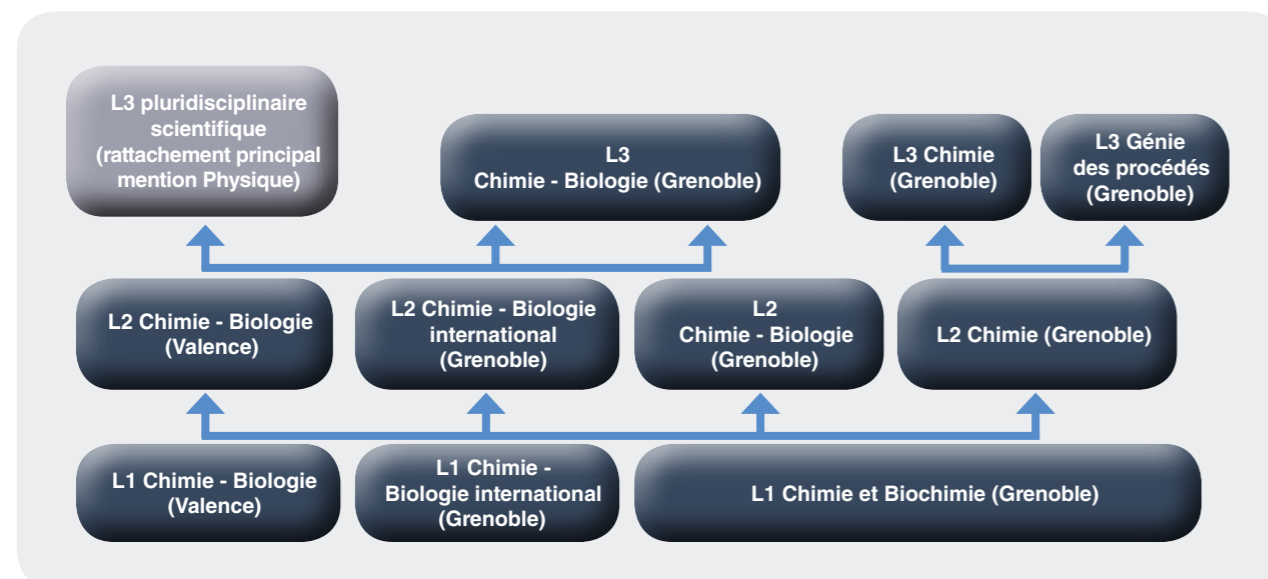 L3 pluridisciplinaire
scientifique
(rattachement principal
mention Physique)
L3
Chimie - Biologie (Grenoble)
L3 Chimie
(Grenoble)
L3 Génie
des procédés
(Grenoble)
L2 Chimie - Biologie
(Valence)
L2 Chimie - Biologie
international
(Grenoble)
L2
Chimie - Biologie
(Grenoble)
L2 Chimie (Grenoble)
L1 Chimie - Biologie
(Valence)
L1 Chimie -
Biologie international
(Grenoble)
L1 Chimie et Biochimie (Grenoble)